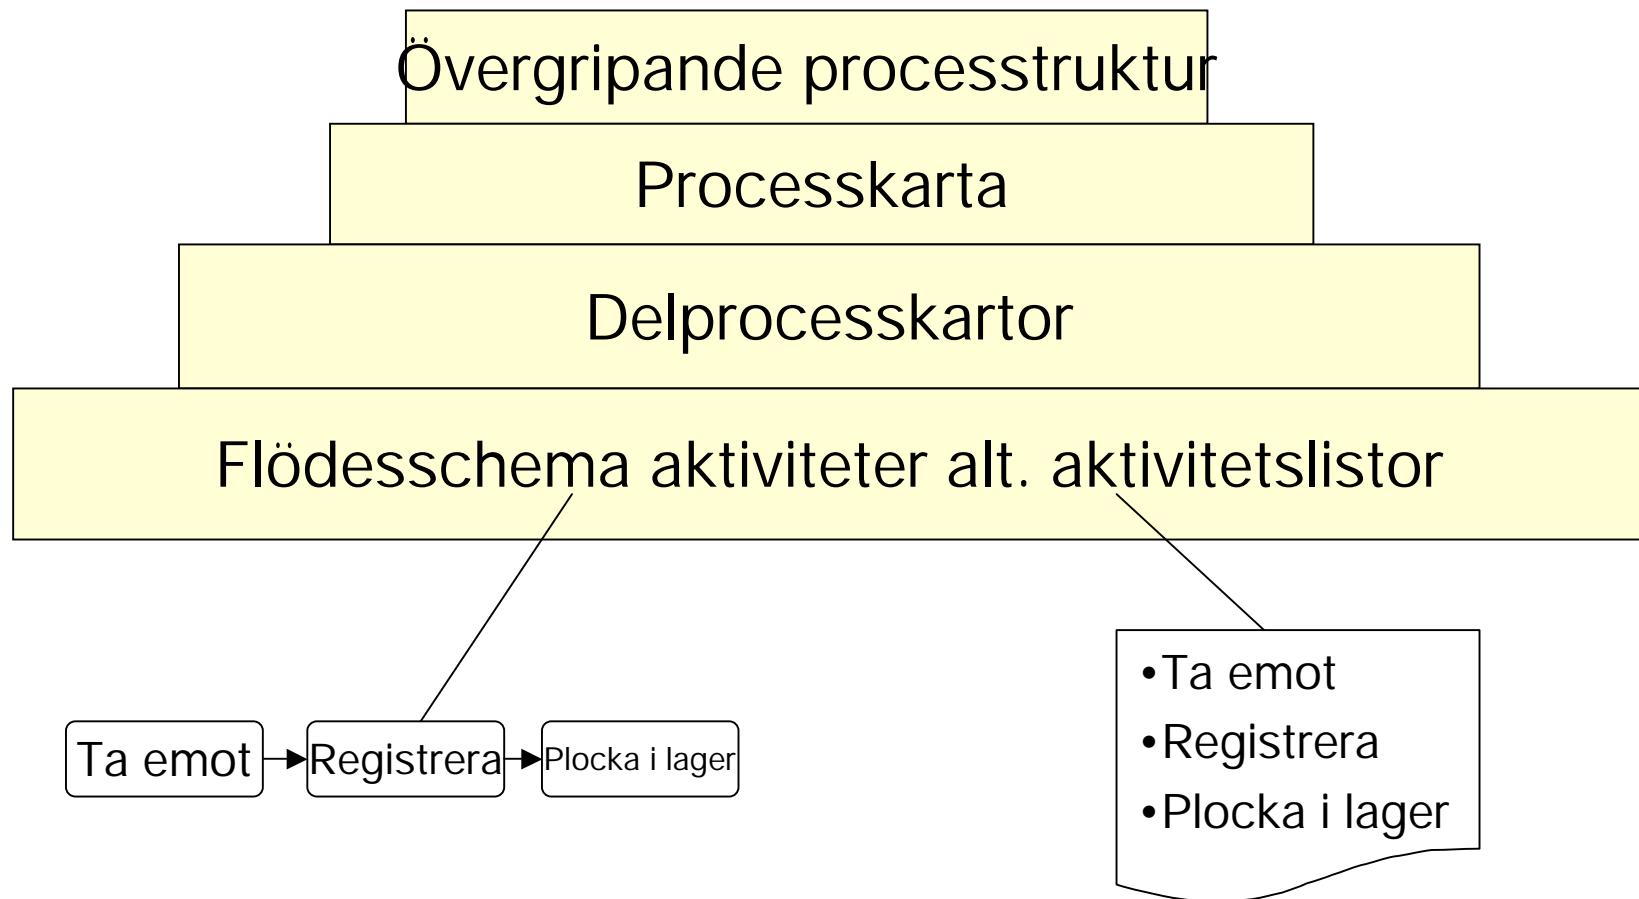 Övergripande processtruktur
Processkarta
Delprocesskartor
Flödesschema aktiviteter alt. aktivitetslistor
Ta emot
Registrera
Plocka i lager
•Ta emot
•Registrera
•Plocka i lager